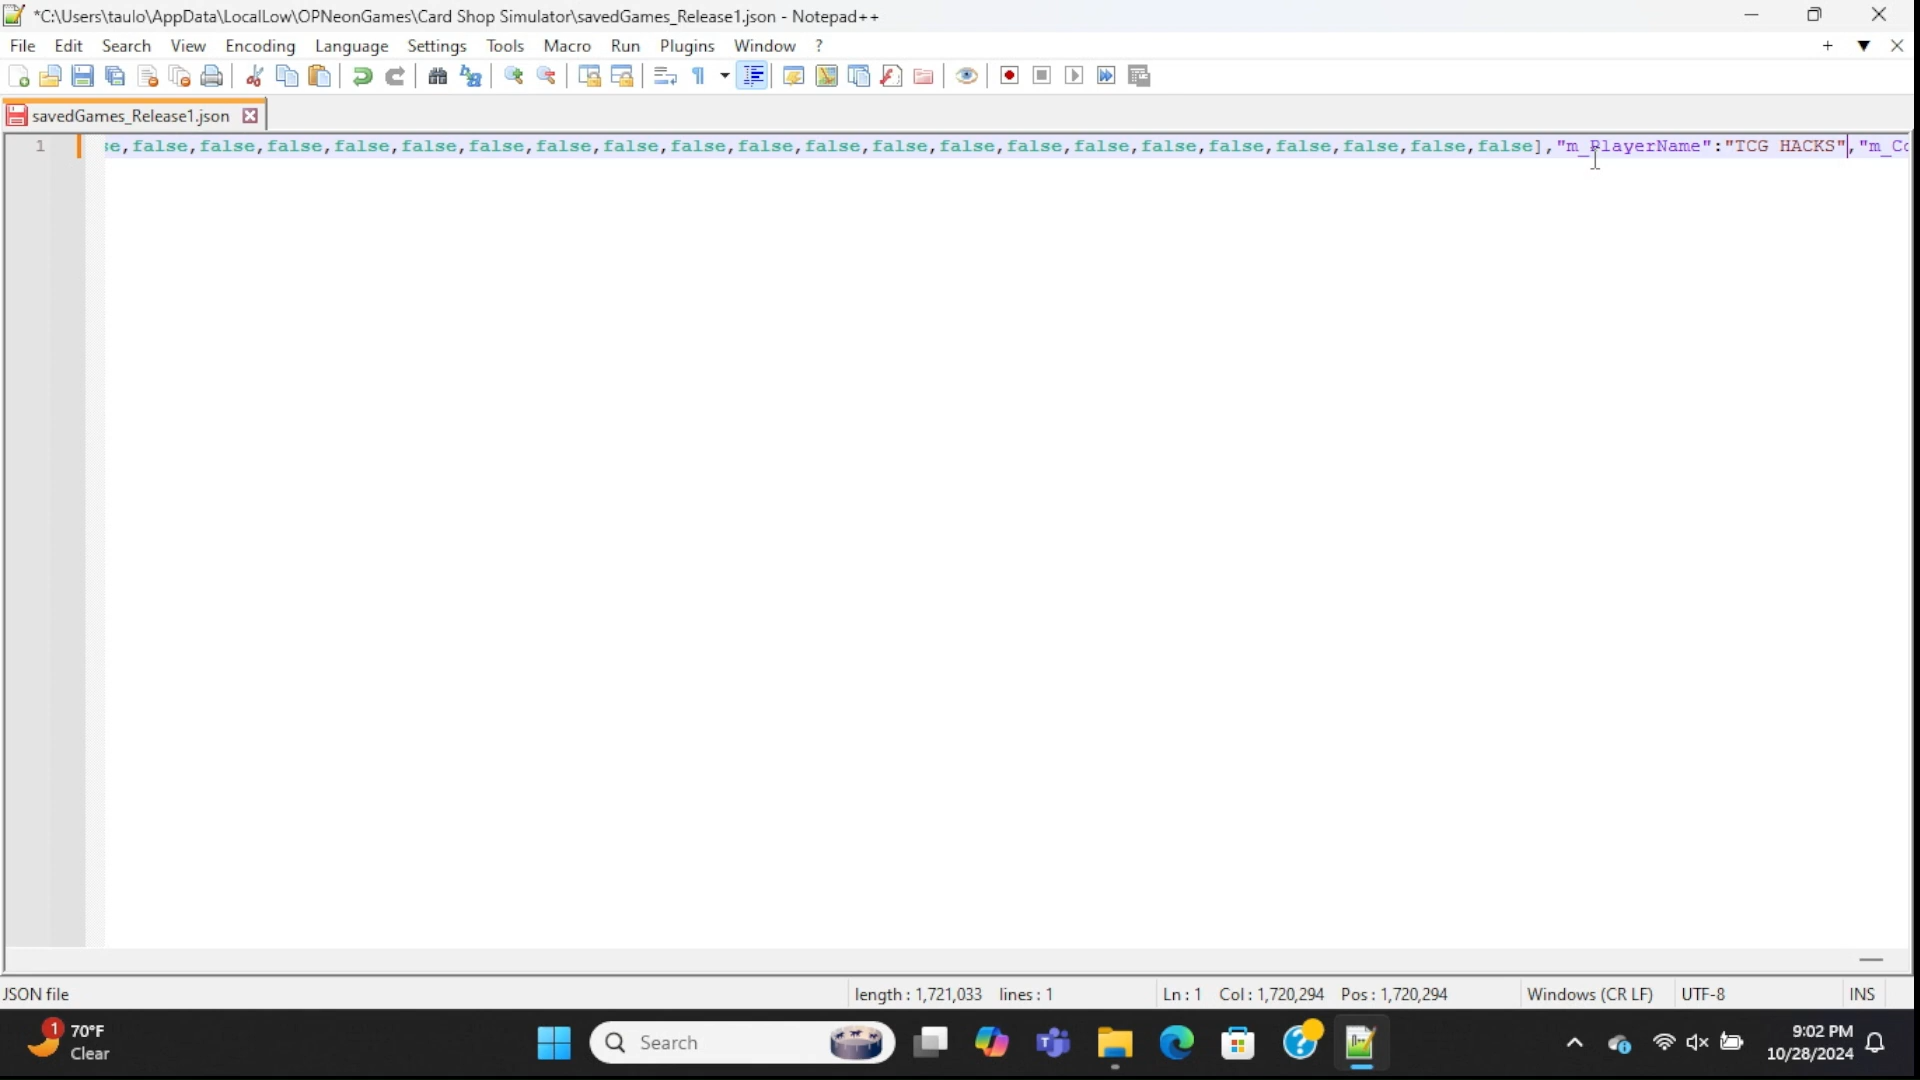 *C:\Users\taulo\AppData\LocalLow\OPNeonGames\Card Shop Simulator\savedGames_Release1.json - Notepad++
File Edit Search View Encoding Language Settings Tools Macro Run Plugins Window ?
savedGames_Release1.json
1 se,false,false,false,false,false,false,false,false,false,false,false,false,false,false,false,false,false,false,false,false,false],"m_PlayerName":"TCG HACKS","m_Co
JSON file length : 1,721,033 lines : 1 Ln : 1 Col : 1,720,294 Pos : 1,720,294 Windows (CR LF) UTF-8 INS
1 70°F
Clear
Search
9:02 PM
10/28/2024